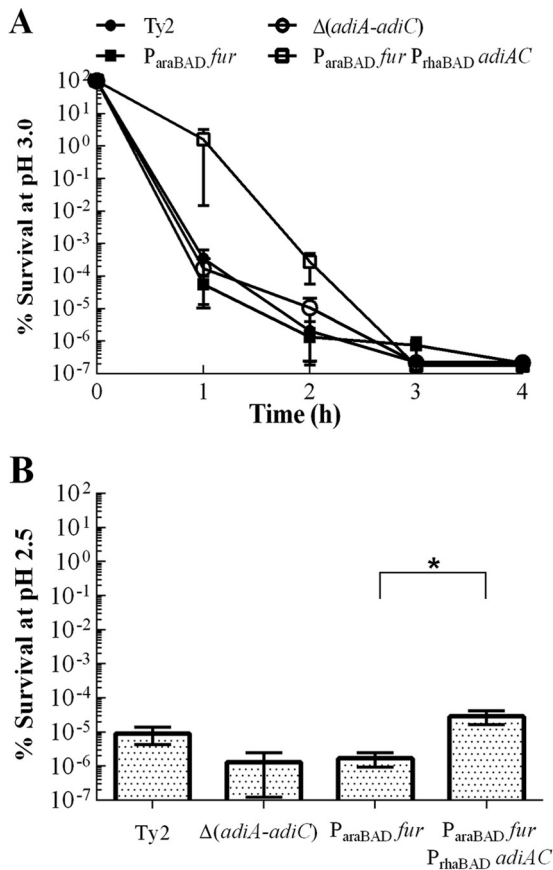 A
Ty2
Δ(adiA-adiC)
ParaBAD fur
ParaBAD fur PrhaBAD adiAC
% Survival at pH 3.0
10²
10¹
10⁰
10⁻¹
10⁻²
10⁻³
10⁻⁴
10⁻⁵
10⁻⁶
10⁻⁷
0 1 2 3 4
Time (h)
B
% Survival at pH 2.5
10²
10¹
10⁰
10⁻¹
10⁻²
10⁻³
10⁻⁴
10⁻⁵
10⁻⁶
10⁻⁷
*
Ty2 Δ(adiA-adiC) ParaBAD fur ParaBAD fur
PrhaBAD adiAC